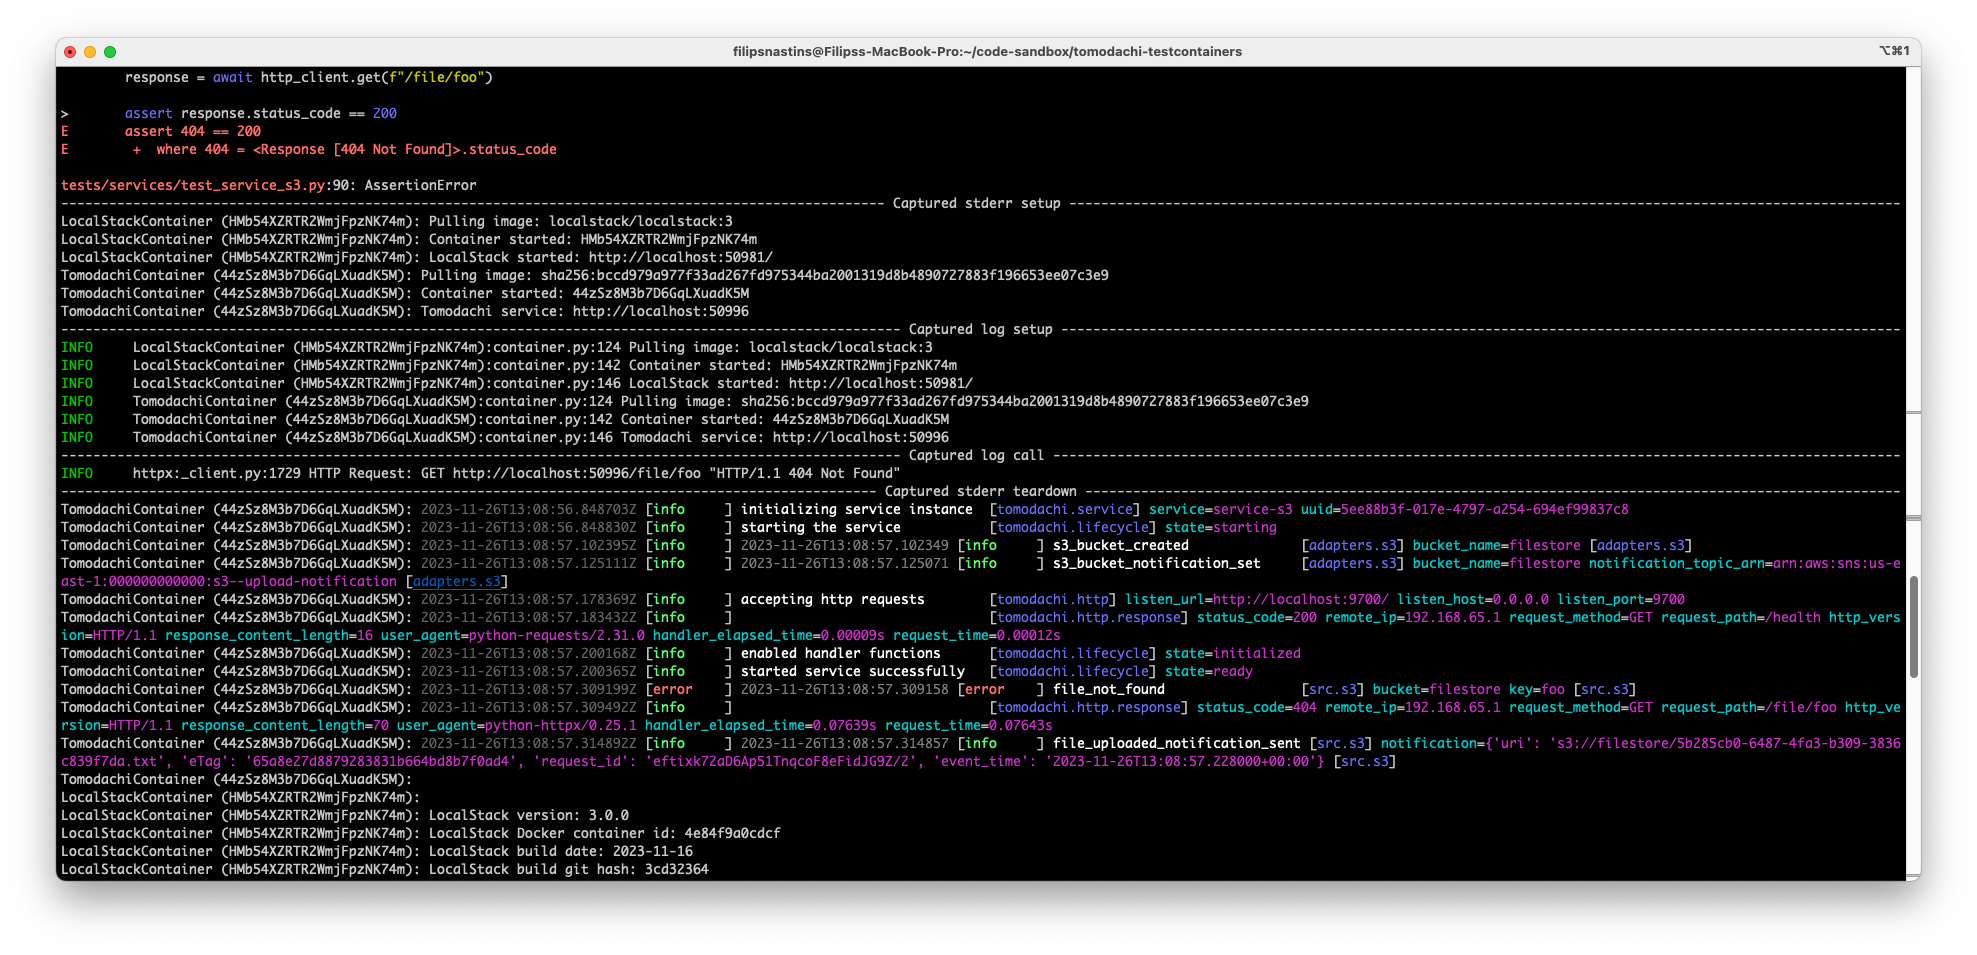 filipsnastins@Filipss-MacBook-Pro:~/code-sandbox/tomodachi-testcontainers
⌥⌘1
response = await http_client.get(f"/file/foo")
> assert response.status_code == 200
E assert 404 == 200
E + where 404 = <Response [404 Not Found]>.status_code
tests/services/test_service_s3.py:90: AssertionError
Captured stderr setup
LocalStackContainer (HMb54XZRTR2WmjFpzNK74m): Pulling image: localstack/localstack:3
LocalStackContainer (HMb54XZRTR2WmjFpzNK74m): Container started: HMb54XZRTR2WmjFpzNK74m
LocalStackContainer (HMb54XZRTR2WmjFpzNK74m): LocalStack started: http://localhost:50981/
TomodachiContainer (44zSz8M3b7D6GqLXuadK5M): Pulling image: sha256:bccd979a977f33ad267fd975344ba2001319d8b4890727883f196653ee07c3e9
TomodachiContainer (44zSz8M3b7D6GqLXuadK5M): Container started: 44zSz8M3b7D6GqLXuadK5M
TomodachiContainer (44zSz8M3b7D6GqLXuadK5M): Tomodachi service: http://localhost:50996
Captured log setup
INFO LocalStackContainer (HMb54XZRTR2WmjFpzNK74m):container.py:124 Pulling image: localstack/localstack:3
INFO LocalStackContainer (HMb54XZRTR2WmjFpzNK74m):container.py:142 Container started: HMb54XZRTR2WmjFpzNK74m
INFO LocalStackContainer (HMb54XZRTR2WmjFpzNK74m):container.py:146 LocalStack started: http://localhost:50981/
INFO TomodachiContainer (44zSz8M3b7D6GqLXuadK5M):container.py:124 Pulling image: sha256:bccd979a977f33ad267fd975344ba2001319d8b4890727883f196653ee07c3e9
INFO TomodachiContainer (44zSz8M3b7D6GqLXuadK5M):container.py:142 Container started: 44zSz8M3b7D6GqLXuadK5M
INFO TomodachiContainer (44zSz8M3b7D6GqLXuadK5M):container.py:146 Tomodachi service: http://localhost:50996
Captured log call
INFO httpx:_client.py:1729 HTTP Request: GET http://localhost:50996/file/foo "HTTP/1.1 404 Not Found"
Captured stderr teardown
TomodachiContainer (44zSz8M3b7D6GqLXuadK5M): 2023-11-26T13:08:56.848703Z [info ] initializing service instance [tomodachi.service] service=service-s3 uuid=5ee88b3f-017e-4797-a254-694ef99837c8
TomodachiContainer (44zSz8M3b7D6GqLXuadK5M): 2023-11-26T13:08:56.848830Z [info ] starting the service [tomodachi.lifecycle] state=starting
TomodachiContainer (44zSz8M3b7D6GqLXuadK5M): 2023-11-26T13:08:57.102395Z [info ] 2023-11-26T13:08:57.102349 [info ] s3_bucket_created [adapters.s3] bucket_name=filestore [adapters.s3]
TomodachiContainer (44zSz8M3b7D6GqLXuadK5M): 2023-11-26T13:08:57.125111Z [info ] 2023-11-26T13:08:57.125071 [info ] s3_bucket_notification_set [adapters.s3] bucket_name=filestore notification_topic_arn=arn:aws:sns:us-e
ast-1:000000000000:s3--upload-notification [adapters.s3]
TomodachiContainer (44zSz8M3b7D6GqLXuadK5M): 2023-11-26T13:08:57.178369Z [info ] accepting http requests [tomodachi.http] listen_url=http://localhost:9700/ listen_host=0.0.0.0 listen_port=9700
TomodachiContainer (44zSz8M3b7D6GqLXuadK5M): 2023-11-26T13:08:57.183432Z [info ] [tomodachi.http.response] status_code=200 remote_ip=192.168.65.1 request_method=GET request_path=/health http_vers
ion=HTTP/1.1 response_content_length=16 user_agent=python-requests/2.31.0 handler_elapsed_time=0.00009s request_time=0.00012s
TomodachiContainer (44zSz8M3b7D6GqLXuadK5M): 2023-11-26T13:08:57.200168Z [info ] enabled handler functions [tomodachi.lifecycle] state=initialized
TomodachiContainer (44zSz8M3b7D6GqLXuadK5M): 2023-11-26T13:08:57.200365Z [info ] started service successfully [tomodachi.lifecycle] state=ready
TomodachiContainer (44zSz8M3b7D6GqLXuadK5M): 2023-11-26T13:08:57.309199Z [error ] 2023-11-26T13:08:57.309158 [error ] file_not_found [src.s3] bucket=filestore key=foo [src.s3]
TomodachiContainer (44zSz8M3b7D6GqLXuadK5M): 2023-11-26T13:08:57.309492Z [info ] [tomodachi.http.response] status_code=404 remote_ip=192.168.65.1 request_method=GET request_path=/file/foo http_ve
rsion=HTTP/1.1 response_content_length=70 user_agent=python-httpx/0.25.1 handler_elapsed_time=0.07639s request_time=0.07643s
TomodachiContainer (44zSz8M3b7D6GqLXuadK5M): 2023-11-26T13:08:57.314892Z [info ] 2023-11-26T13:08:57.314857 [info ] file_uploaded_notification_sent [src.s3] notification={'uri': 's3://filestore/5b285cb0-6487-4fa3-b309-3836
c839f7da.txt', 'eTag': '65a8e27d8879283831b664bd8b7f0ad4', 'request_id': 'eftixk72aD6Ap51TnqcoF8eFidJG9Z/2', 'event_time': '2023-11-26T13:08:57.228000+00:00'} [src.s3]
TomodachiContainer (44zSz8M3b7D6GqLXuadK5M):
LocalStackContainer (HMb54XZRTR2WmjFpzNK74m):
LocalStackContainer (HMb54XZRTR2WmjFpzNK74m): LocalStack version: 3.0.0
LocalStackContainer (HMb54XZRTR2WmjFpzNK74m): LocalStack Docker container id: 4e84f9a0cdcf
LocalStackContainer (HMb54XZRTR2WmjFpzNK74m): LocalStack build date: 2023-11-16
LocalStackContainer (HMb54XZRTR2WmjFpzNK74m): LocalStack build git hash: 3cd32364